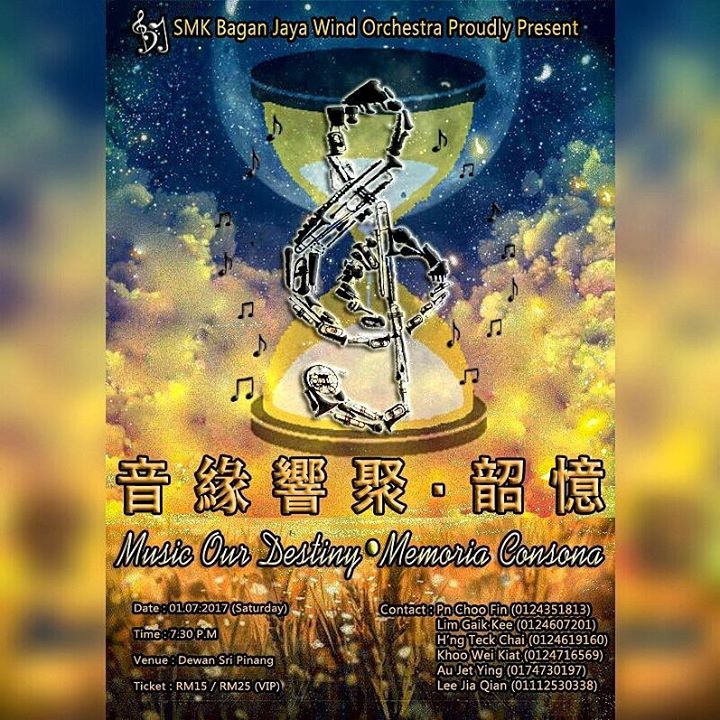 SMK Bagan Jaya Wind Orchestra Proudly Present
音緣響聚·韶憶
Music Our Destiny • Memoria Consona
Date : 01.07.2017 (Saturday)
Time : 7.30 P.M
Venue : Dewan Sri Pinang
Ticket : RM15 / RM25 (VIP)
Contact : Pn Choo Fin (0124351813)
Lim Gaik Kee (0124607201)
H'ng Teck Chai (0124619160)
Khoo Wei Kiat (0124716569)
Au Jet Ying (0174730197)
Lee Jia Qian (01112530338)